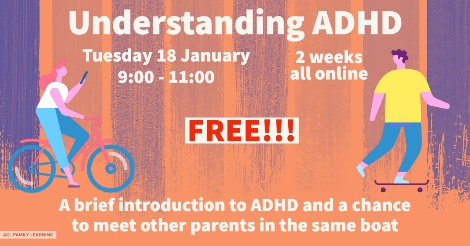 Understanding ADHD
Tuesday 18 January
9:00 - 11:00
2 weeks
all online
FREE!!!
A brief introduction to ADHD and a chance
to meet other parents in the same boat
ACL FAMILY LEARNING